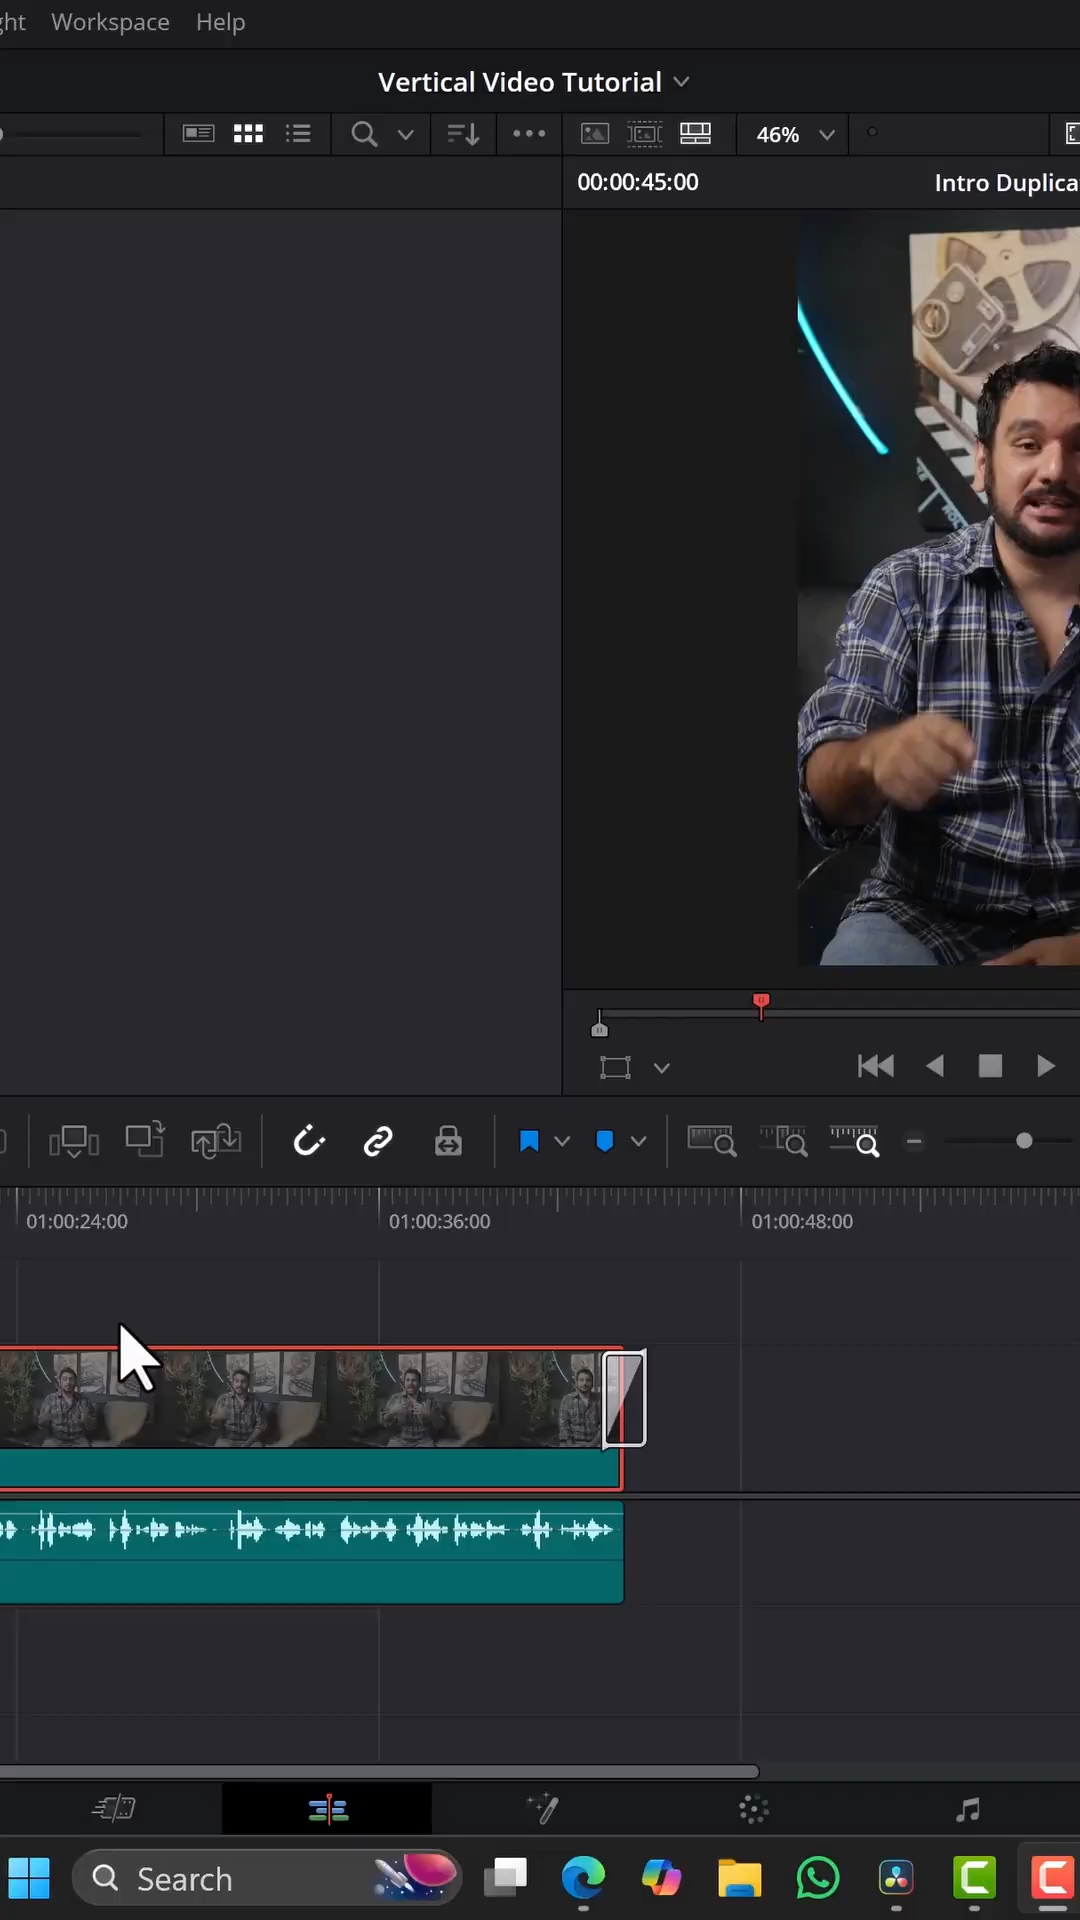 ght Workspace Help
Vertical Video Tutorial
46%
00:00:45:00 Intro Duplica
01:00:24:00 01:00:36:00 01:00:48:00
Search